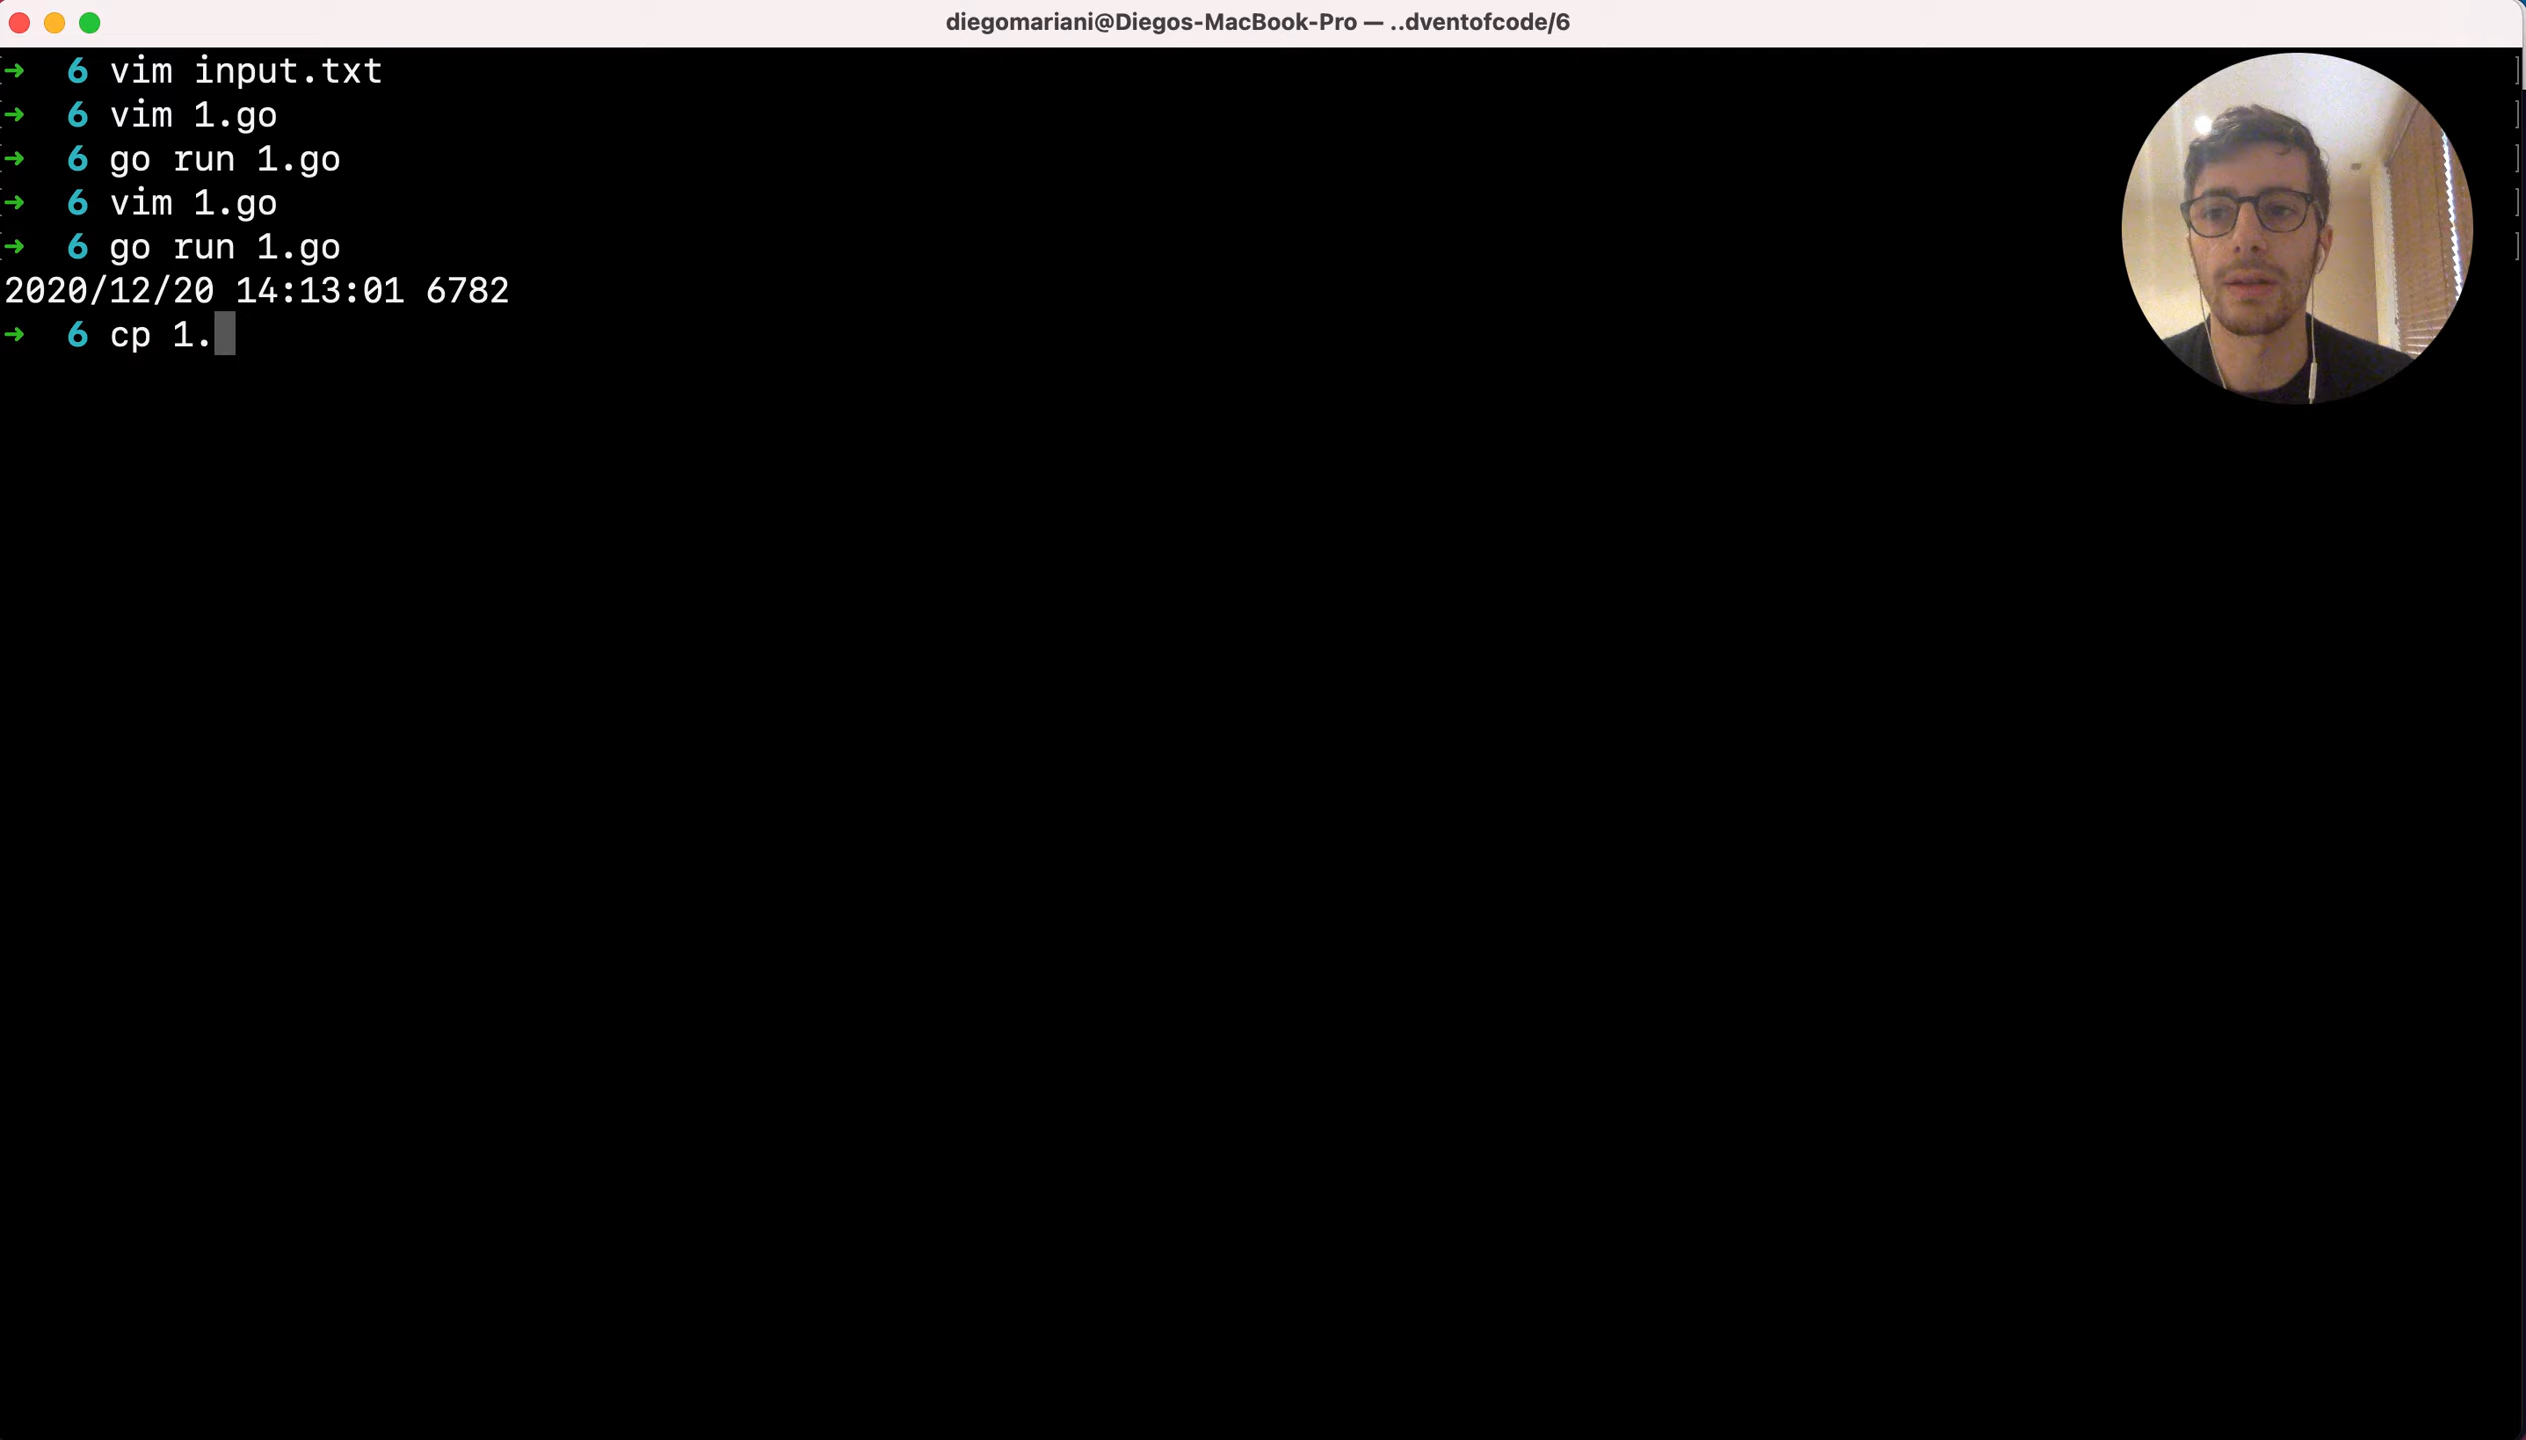 diegomariani@Diegos-MacBook-Pro — ..dventofcode/6
➜ 6 vim input.txt
➜ 6 vim 1.go
➜ 6 go run 1.go
➜ 6 vim 1.go
➜ 6 go run 1.go
2020/12/20 14:13:01 6782
➜ 6 cp 1.